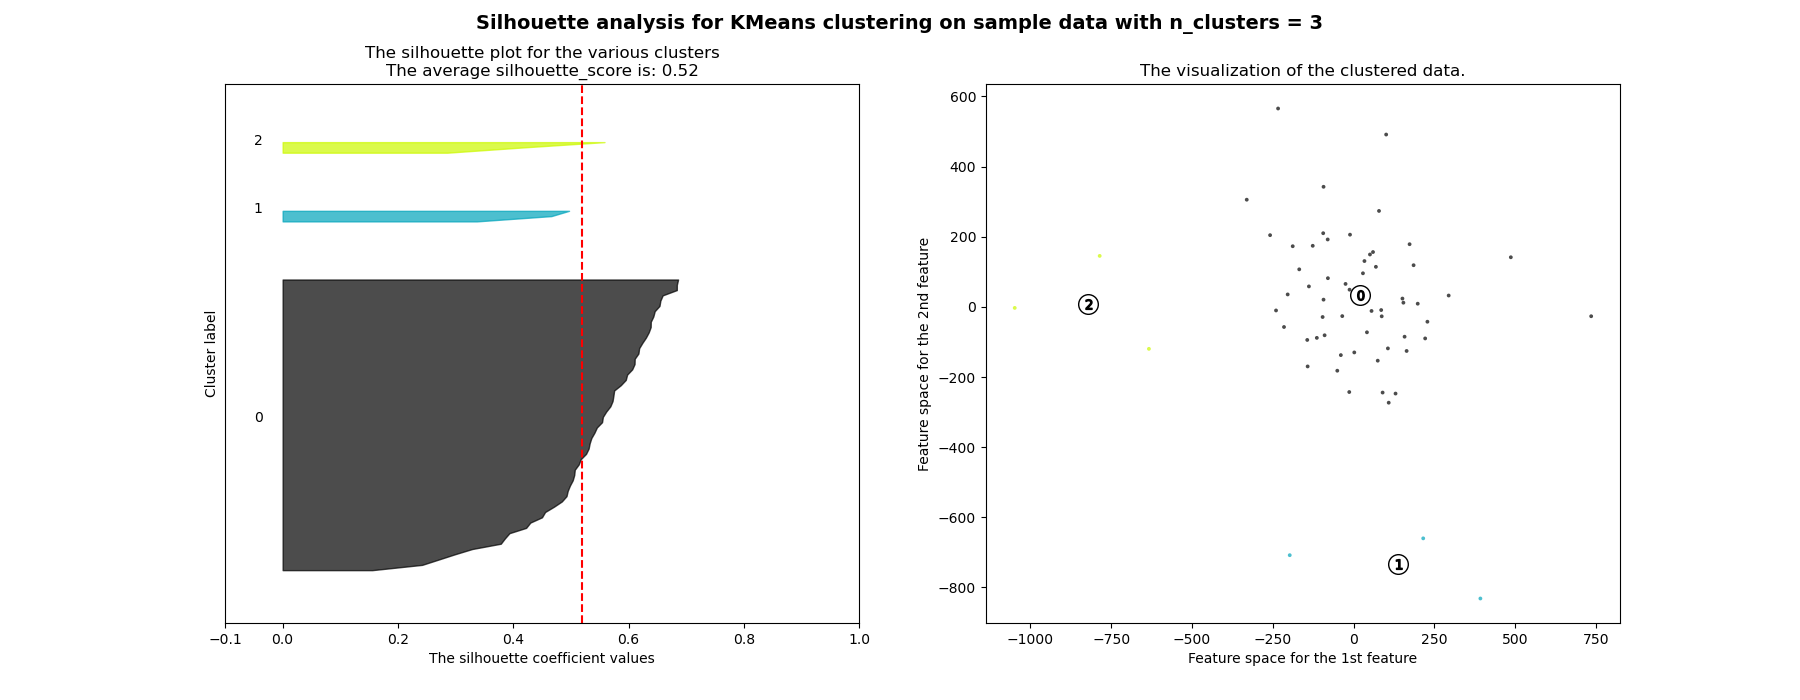 Silhouette analysis for KMeans clustering on sample data with n_clusters = 3
The silhouette plot for the various clusters
The average silhouette_score is: 0.52
2
1
0
Cluster label
−0.1 0.0 0.2 0.4 0.6 0.8 1.0
The silhouette coefficient values
The visualization of the clustered data.
600
400
200
0
−200
−400
−600
−800
Feature space for the 2nd feature
0
2
1
−1000 −750 −500 −250 0 250 500 750
Feature space for the 1st feature